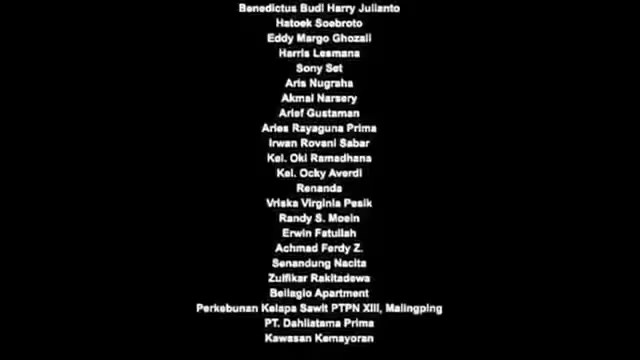 Benedictus Budi Harry Julianto
Hatoek Soebroto
Eddy Margo Ghozali
Harris Lesmana
Sony Set
Aris Nugraha
Akmal Narsery
Arief Gustaman
Aries Rayaguna Prima
Irwan Rovani Sabar
Kel. Oki Ramadhana
Kel. Ocky Averdi
Renanda
Vriska Virginia Pasik
Randy S. Moein
Erwin Fatullah
Achmad Ferdy Z.
Senandung Nacita
Zulfikar Rakitadewa
Bellagio Apartment
Perkebunan Kelapa Sawit PTPN XIII, Malingping
PT. Dahliatama Prima
Kawasan Kemayoran